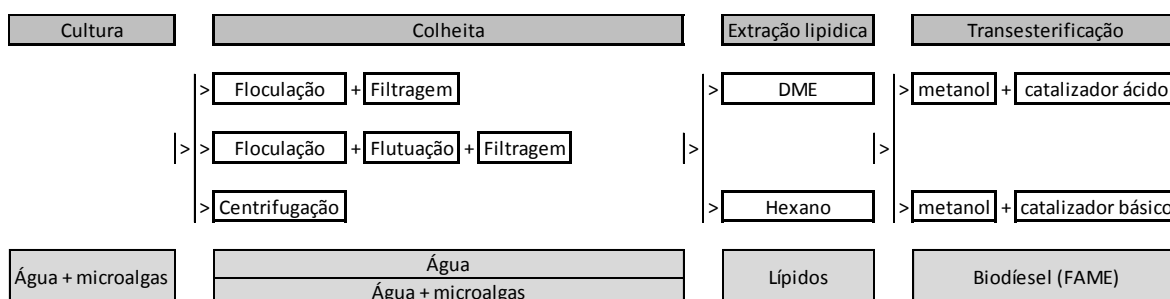 Cultura Colheita Extração lipidica Transesterificação
> Floculação + Filtragem > DME > metanol + catalizador ácido
> > Floculação + Flutuação + Filtragem > >
> Centrifugação > Hexano > metanol + catalizador básico
Água + microalgas Água Lípidos Biodíesel (FAME)
Água + microalgas